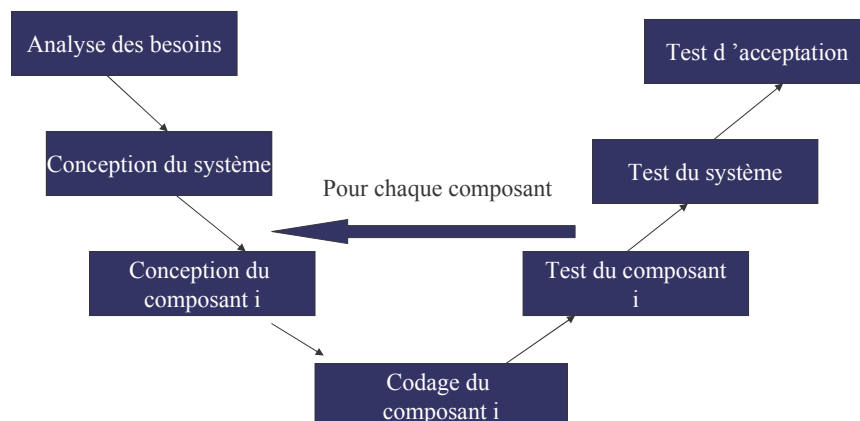 Analyse des besoins
Test d ’acceptation
Conception du système
Test du système
Pour chaque composant
Conception du
composant i
Test du composant
i
Codage du
composant i